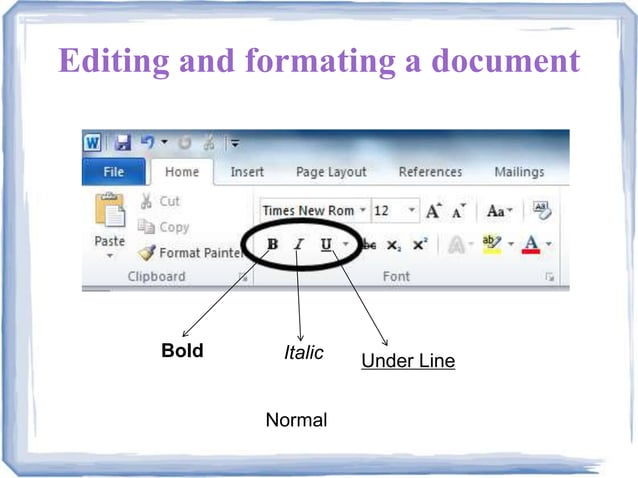 Editing and formating a document
W
File Home Insert Page Layout References Mailings
Cut
Copy
Format Painter
Paste
Clipboard
Times New Rom 12 A A Aa
B I U abc x₂ x² A ab A
Font
Bold
Italic
Under Line
Normal